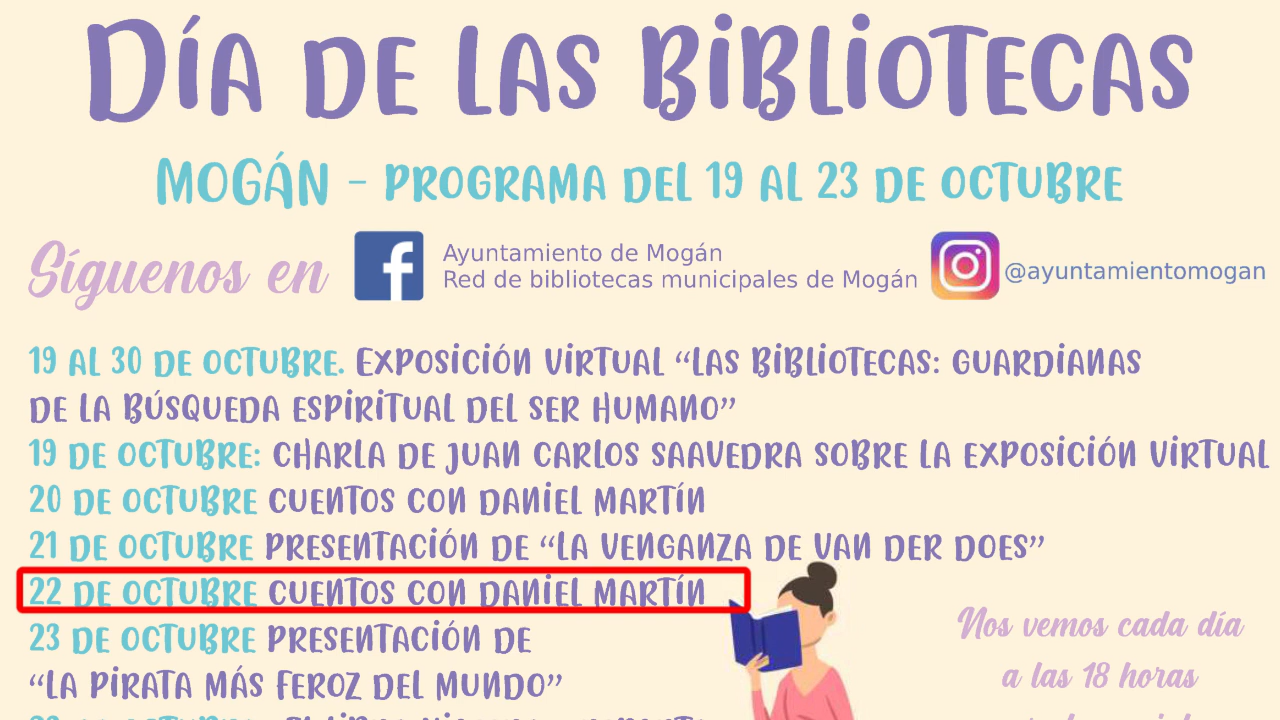 DÍA DE LAS BIBLIOTECAS
MOGÁN - PROGRAMA DEL 19 AL 23 DE OCTUBRE
Síguenos en
Ayuntamiento de Mogán
Red de bibliotecas municipales de Mogán
@ayuntamientomogan
19 AL 30 DE OCTUBRE. EXPOSICIÓN VIRTUAL “LAS BIBLIOTECAS: GUARDIANAS
DE LA BÚSQUEDA ESPIRITUAL DEL SER HUMANO”
19 DE OCTUBRE: CHARLA DE JUAN CARLOS SAAVEDRA SOBRE LA EXPOSICIÓN VIRTUAL
20 DE OCTUBRE CUENTOS CON DANIEL MARTÍN
21 DE OCTUBRE PRESENTACIÓN DE “LA VENGANZA DE VAN DER DOES”
22 DE OCTUBRE CUENTOS CON DANIEL MARTÍN
23 DE OCTUBRE PRESENTACIÓN DE
“LA PIRATA MÁS FEROZ DEL MUNDO”
Nos vemos cada día
a las 18 horas